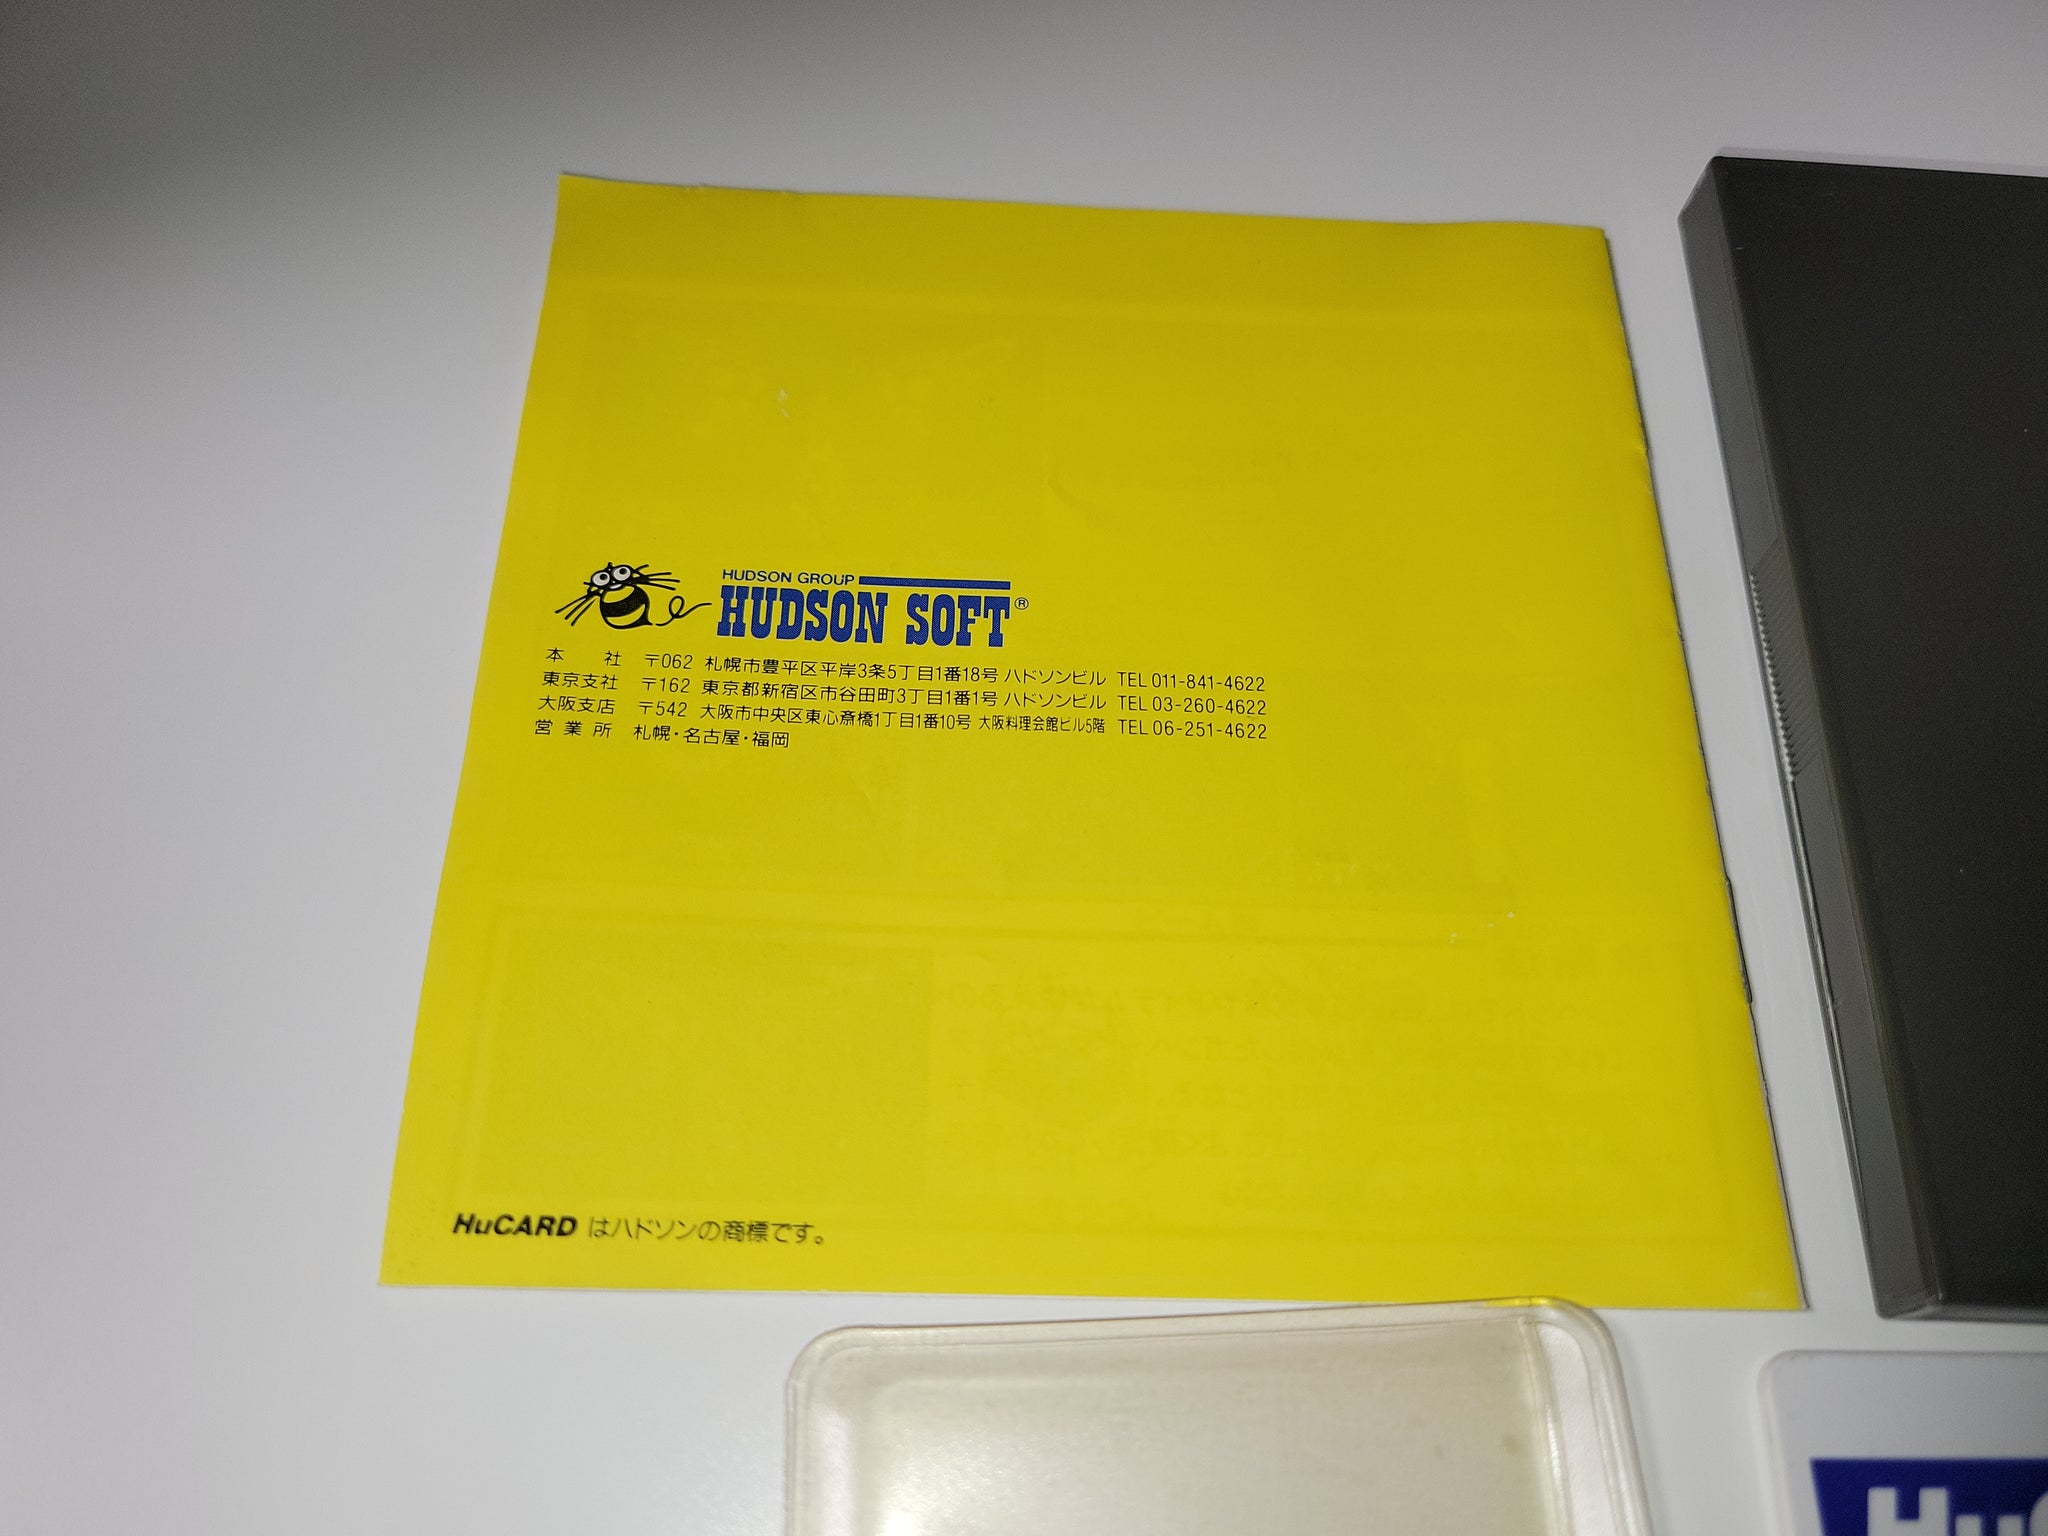 HUDSON GROUP
HUDSON SOFT®
本社 〒062 札幌市豊平区平岸3条5丁目1番18号 ハドソンビル TEL 011-841-4622
東京支社 〒162 東京都新宿区市谷田町3丁目1番1号 ハドソンビル TEL 03-260-4622
大阪支店 〒542 大阪市中央区東心斎橋1丁目1番10号 大阪料理会館ビル5階 TEL 06-251-4622
営業所 札幌・名古屋・福岡
HuCARD はハドソンの商標です。
HuC